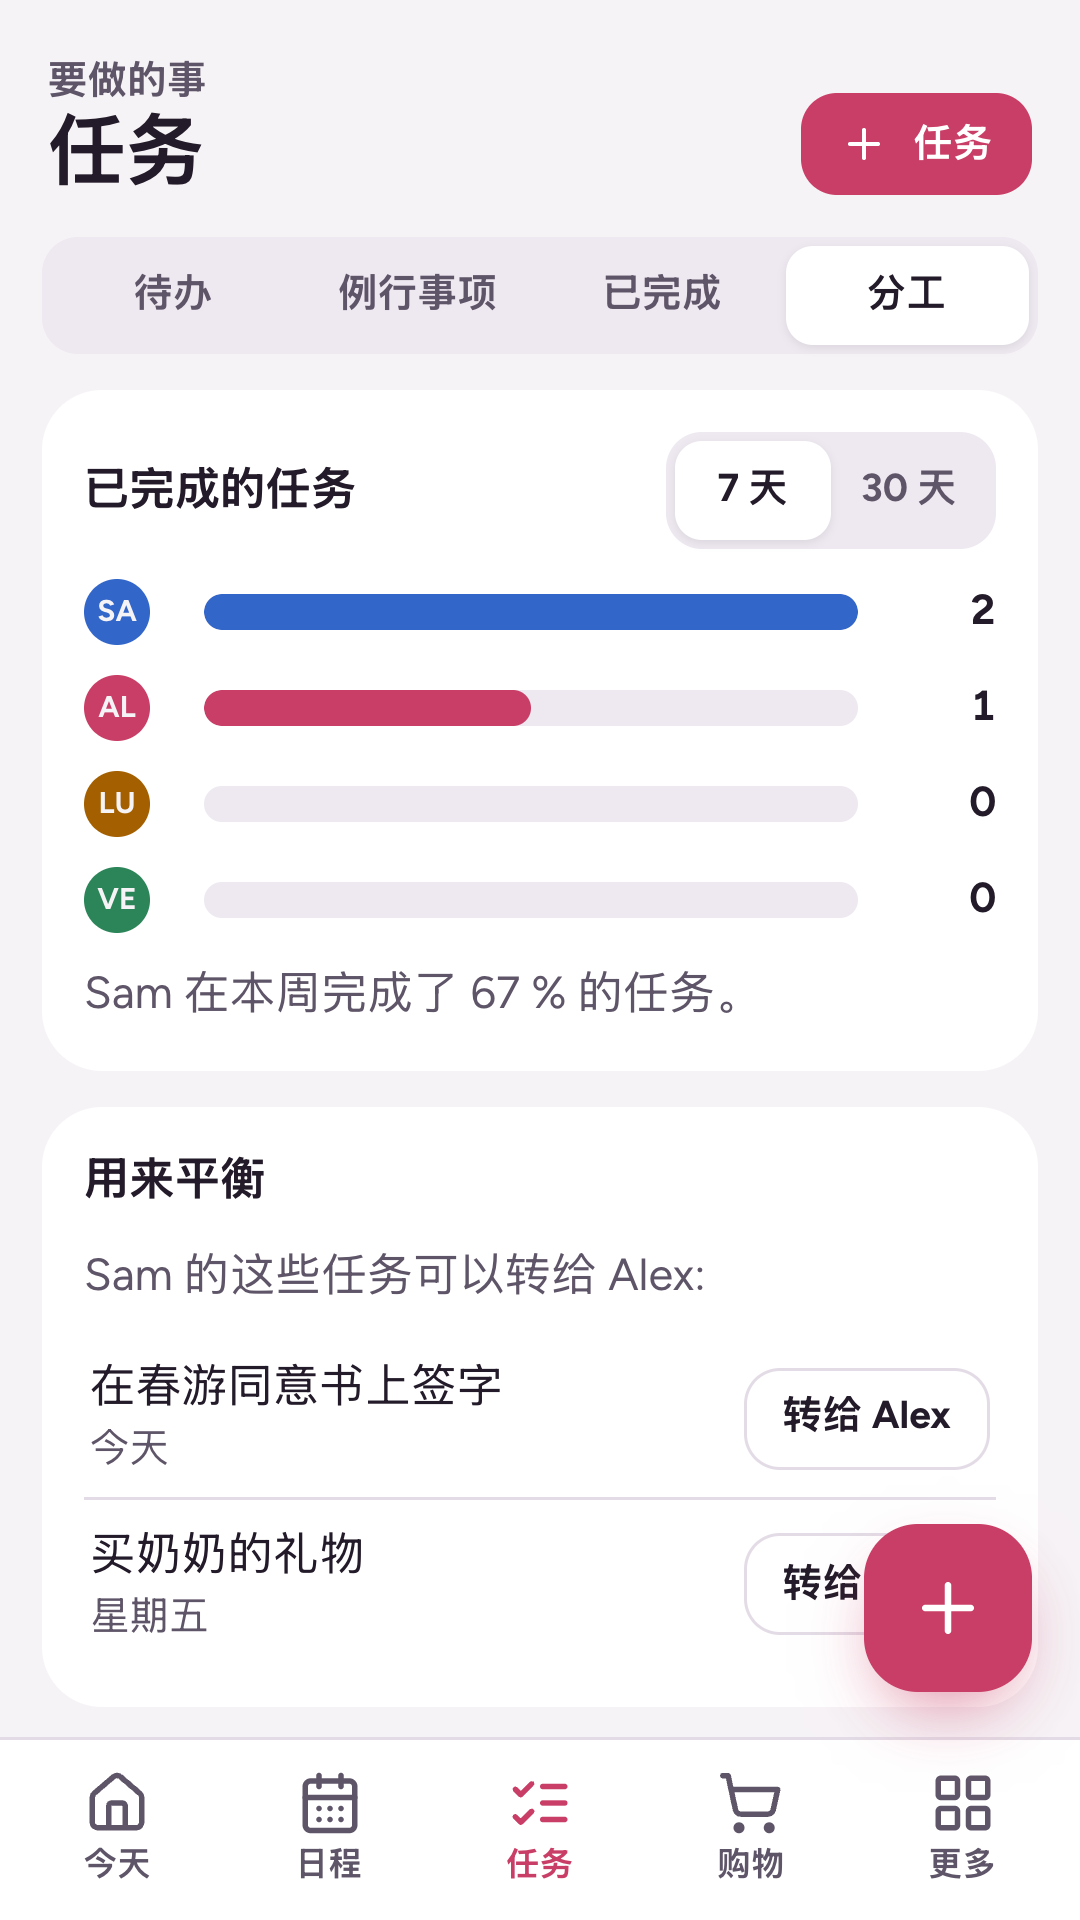 要做的事
任务
任务
待办
例行事项
已完成
分工
已完成的任务
7 天
30 天
SA
2
AL
1
LU
0
VE
0
Sam 在本周完成了 67 % 的任务。
用来平衡
Sam 的这些任务可以转给 Alex:
在春游同意书上签字
今天
转给 Alex
买奶奶的礼物
星期五
转给
今天
日程
任务
购物
更多